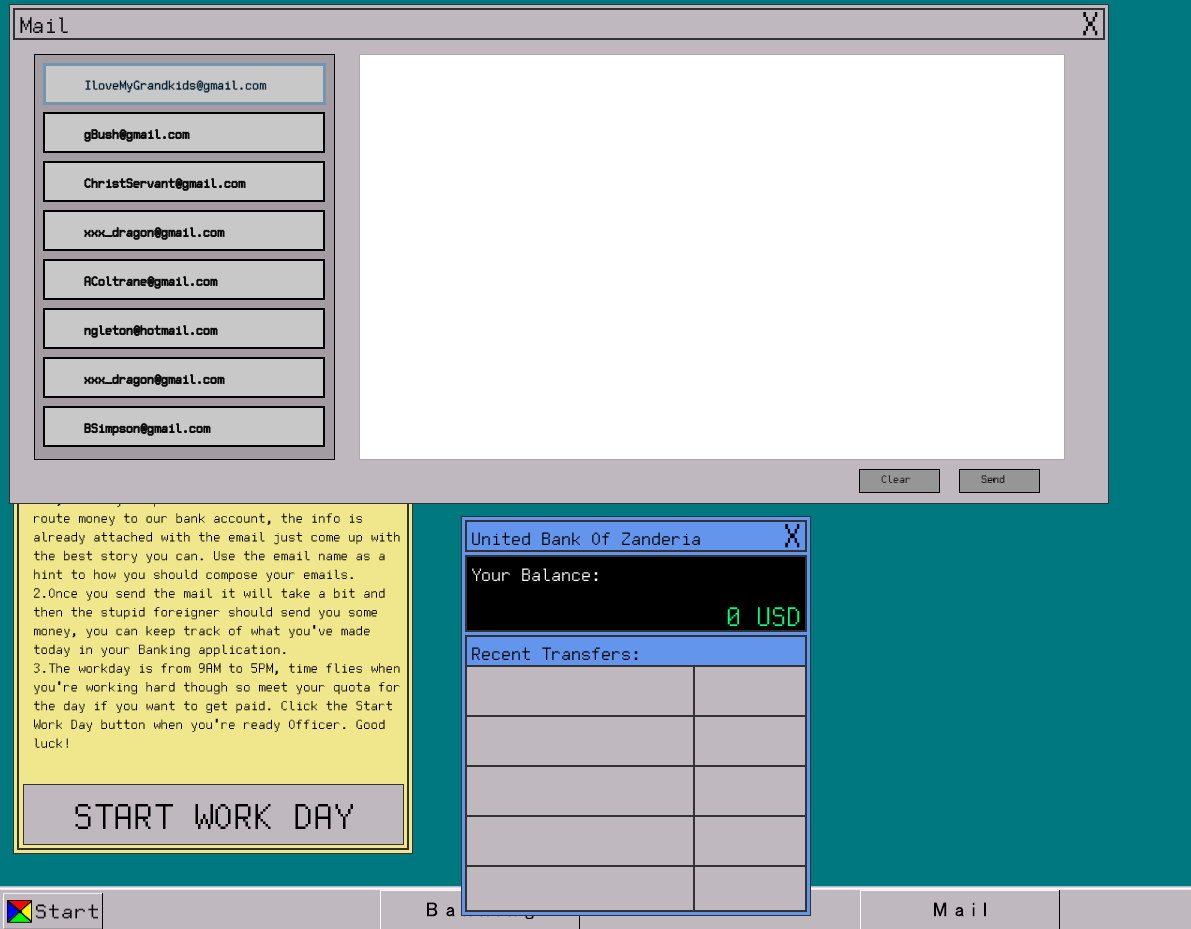 Mail
X
IloveMyGrandkids@gmail.com
gBush@gmail.com
ChristServant@gmail.com
xxx_dragon@gmail.com
AColtrane@gmail.com
ngleton@hotmail.com
xxx_dragon@gmail.com
BSimpson@gmail.com
Clear
Send
route money to our bank account, the info is
already attached with the email just come up with
the best story you can. Use the email name as a
hint to how you should compose your emails.
2.Once you send the mail it will take a bit and
then the stupid foreigner should send you some
money, you can keep track of what you've made
today in your Banking application.
3.The workday is from 9AM to 5PM, time flies when
you're working hard though so meet your quota for
the day if you want to get paid. Click the Start
Work Day button when you're ready Officer. Good
luck!
START WORK DAY
United Bank Of Zanderia
X
Your Balance:
0 USD
Recent Transfers:
Start
Mail